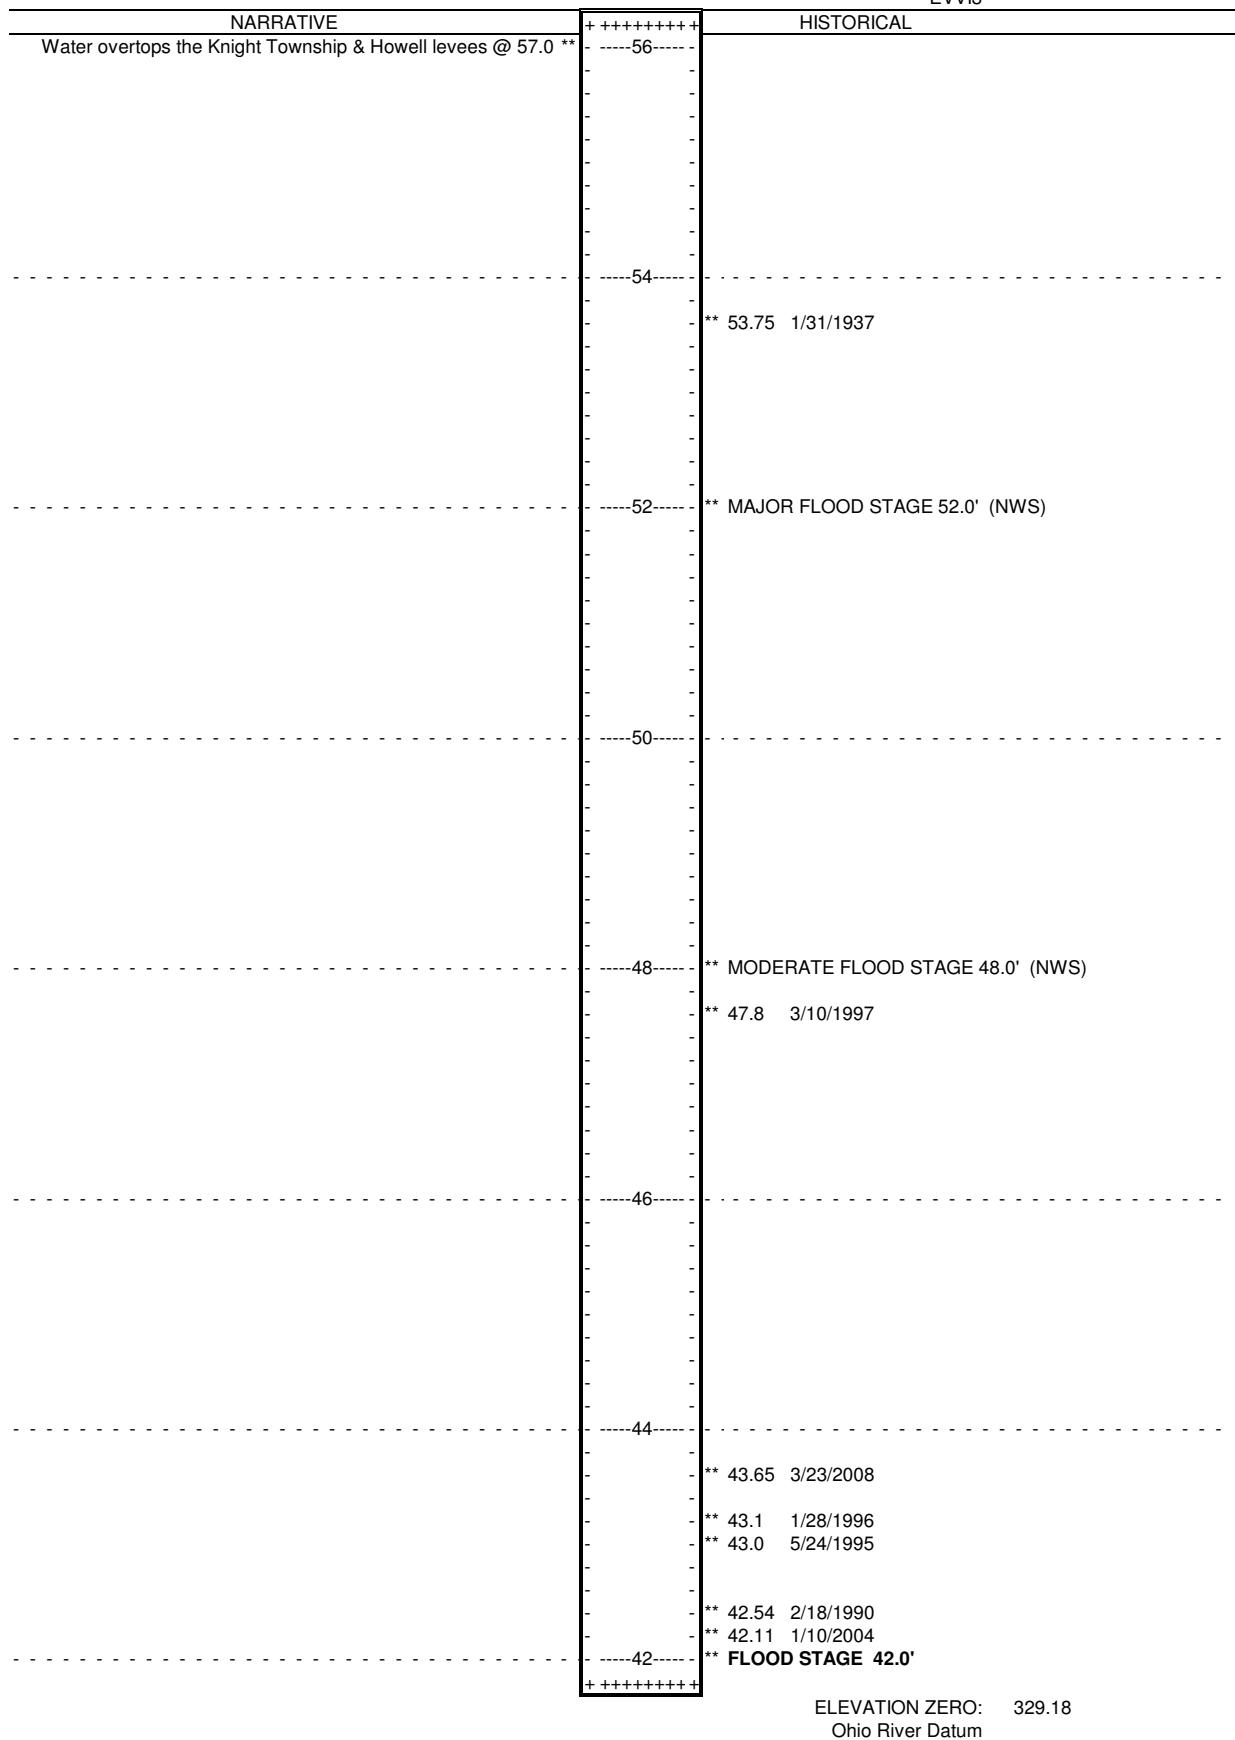 NARRATIVE + ++++++++ + HISTORICAL
Water overtops the Knight Township & Howell levees @ 57.0 ** - -----56----- -
- -----54----- -
** 53.75 1/31/1937
- -----52----- - ** MAJOR FLOOD STAGE 52.0' (NWS)
- -----50----- -
- -----48----- - ** MODERATE FLOOD STAGE 48.0' (NWS)
** 47.8 3/10/1997
- -----46----- -
- -----44----- -
** 43.65 3/23/2008
** 43.1 1/28/1996
** 43.0 5/24/1995
** 42.54 2/18/1990
** 42.11 1/10/2004
- -----42----- - ** FLOOD STAGE 42.0'
+ ++++++++ +
ELEVATION ZERO: 329.18
Ohio River Datum